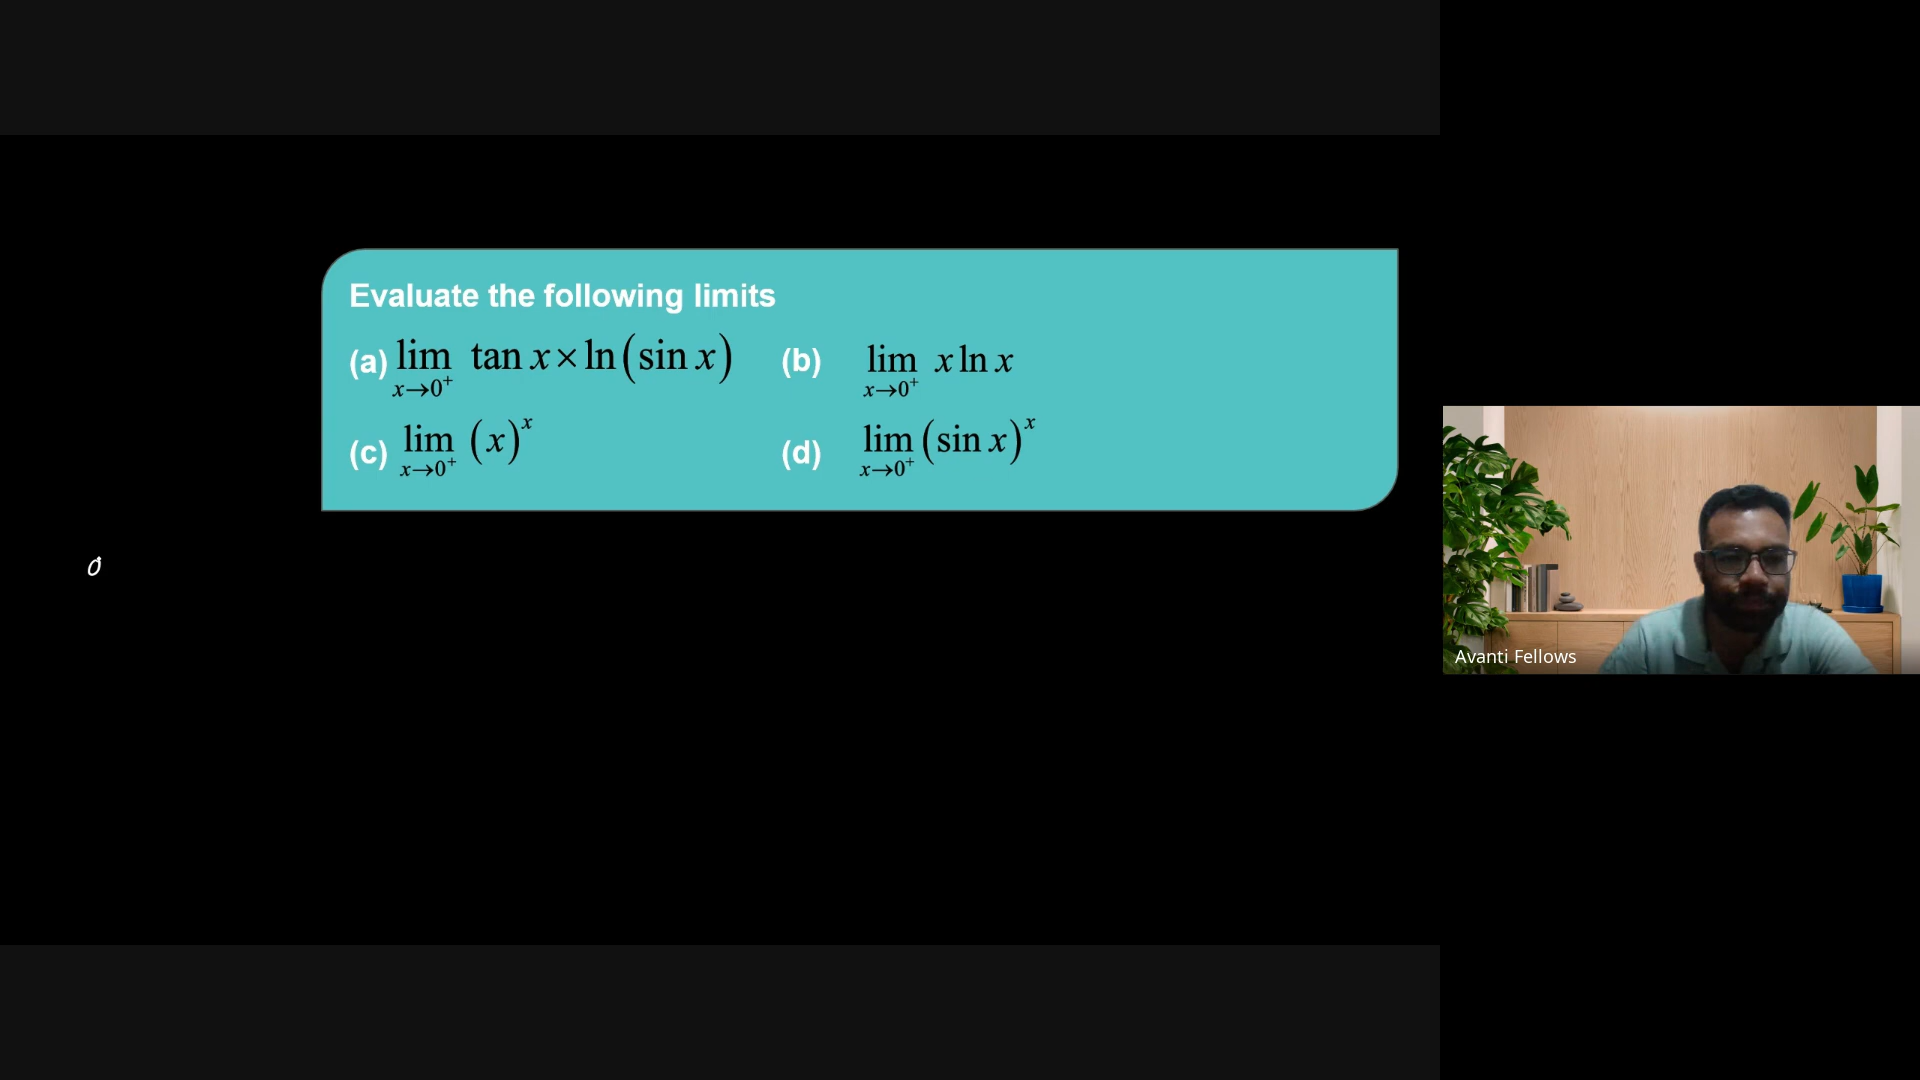 Evaluate the following limits
(a) lim x→0⁺ tan x × ln(sin x) (b) lim x→0⁺ x ln x
(c) lim x→0⁺ (x)ˣ (d) lim x→0⁺ (sin x)ˣ
0
Avanti Fellows